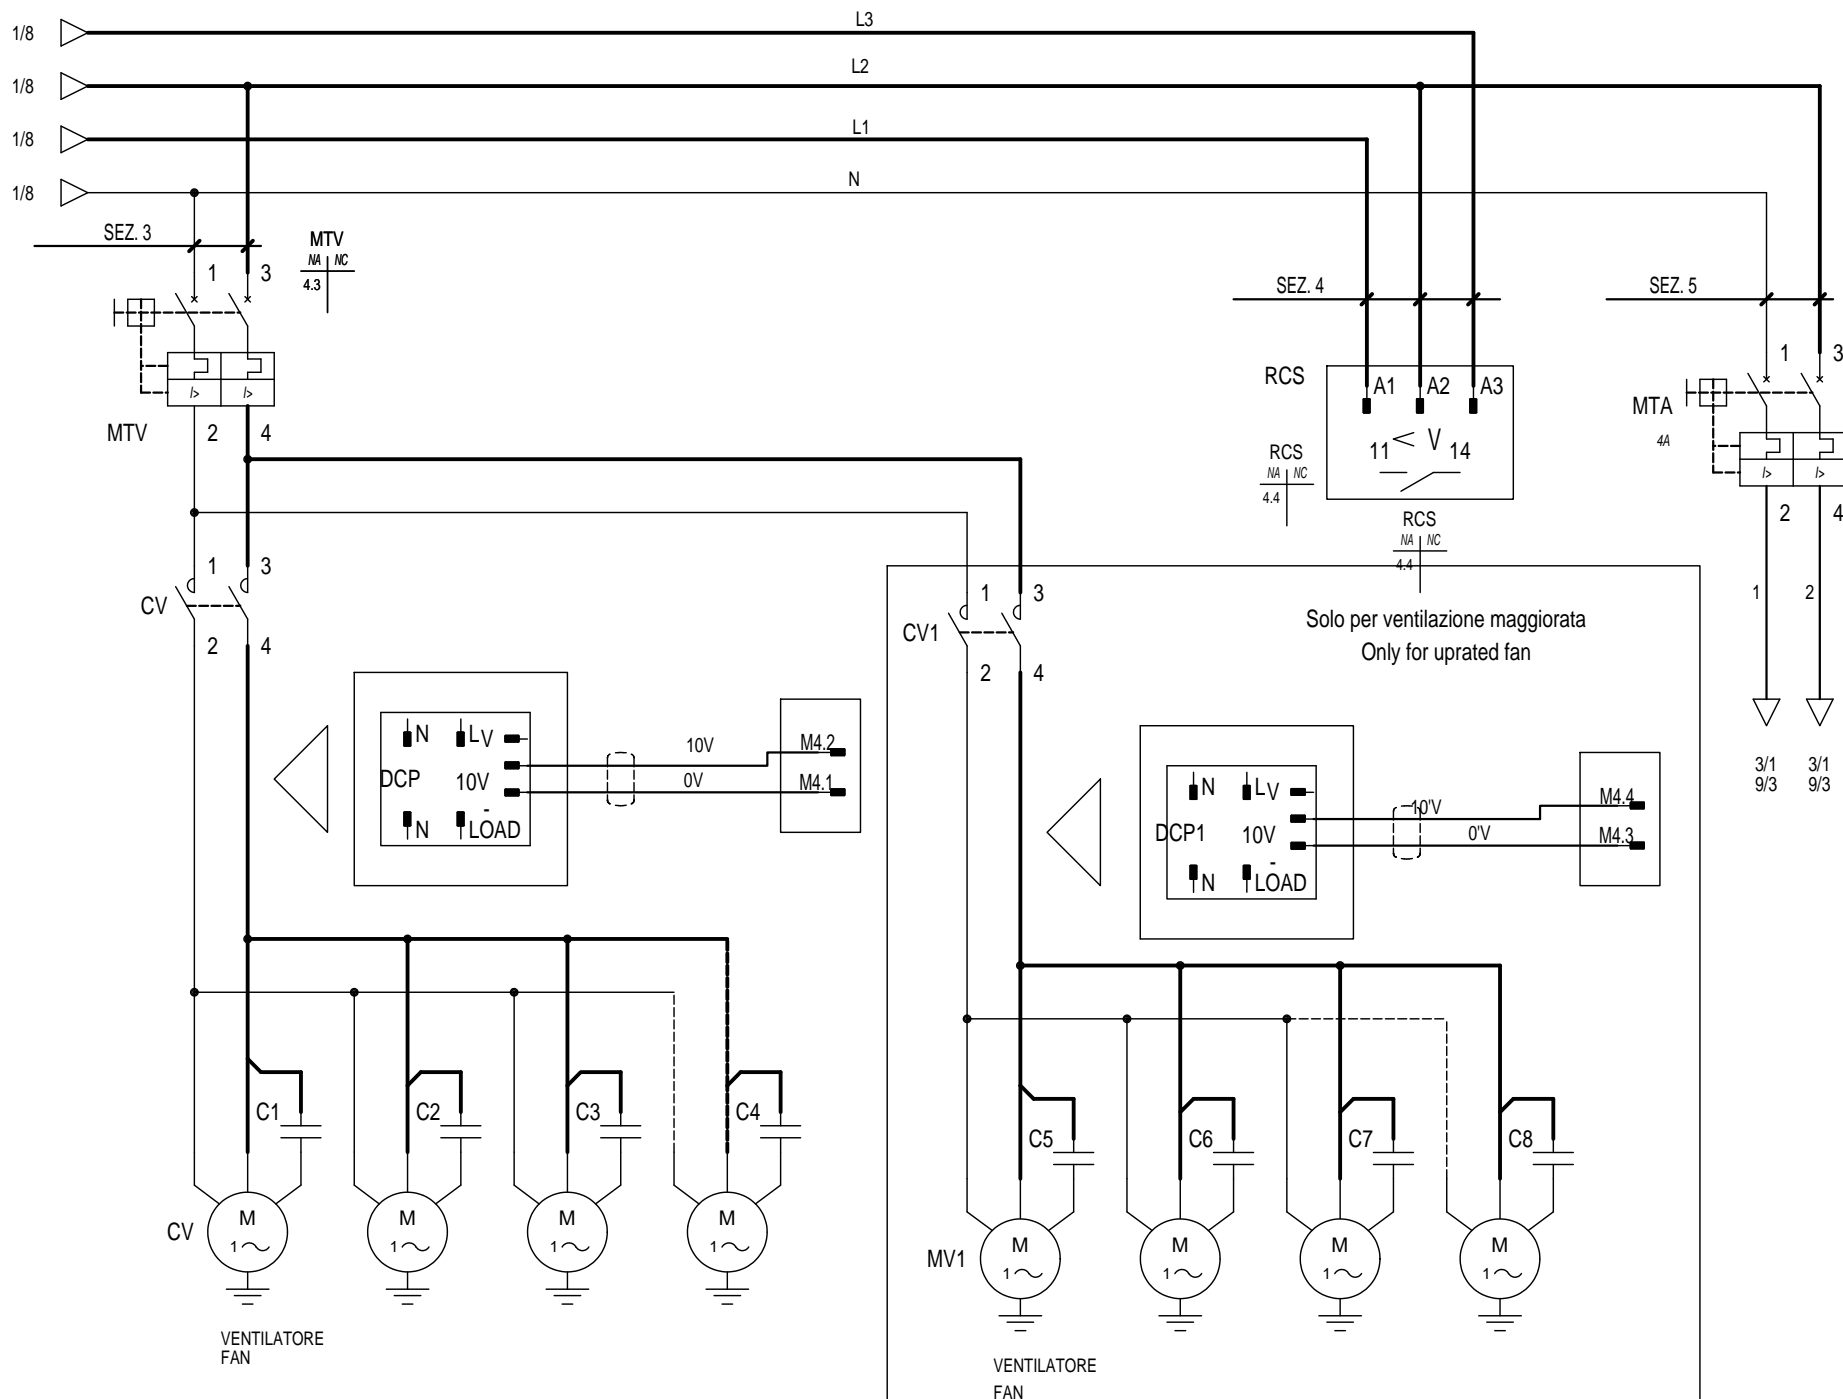 1/8
L3
1/8
L2
1/8
L1
1/8
N
SEZ. 3
MTV
NA NC
4.3
1 3
I> I>
MTV
2 4
SEZ. 4
RCS
A1 A2 A3
< V
11 14
RCS
NA NC
4.4
RCS
NA NC
4.4
SEZ. 5
1 3
MTA
4A
I> I>
2 4
1 2
3/1 3/1
9/3 9/3
1 3
CV
2 4
N L V
DCP 10V
-
N LOAD
10V
0V
M4.2
M4.1
Solo per ventilazione maggiorata
Only for uprated fan
1 3
CV1
2 4
N L V
DCP1 10V
-
N LOAD
10'V
0'V
M4.4
M4.3
C1 C2 C3 C4
CV
M M M M
1 1 1 1
VENTILATORE
FAN
C5 C6 C7 C8
MV1
M M M M
1 1 1 1
VENTILATORE
FAN